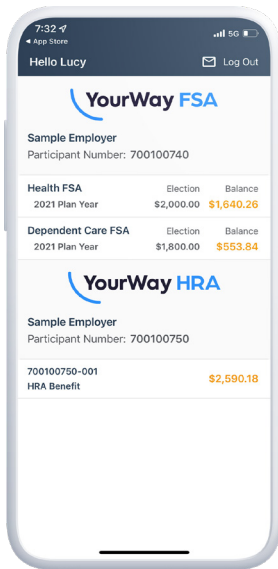 7:32
5G
App Store
Hello Lucy
Log Out
YourWay FSA
Sample Employer
Participant Number: 700100740
Health FSA Election Balance
2021 Plan Year $2,000.00 $1,640.26
Dependent Care FSA Election Balance
2021 Plan Year $1,800.00 $553.84
YourWay HRA
Sample Employer
Participant Number: 700100750
700100750-001
HRA Benefit
$2,590.18